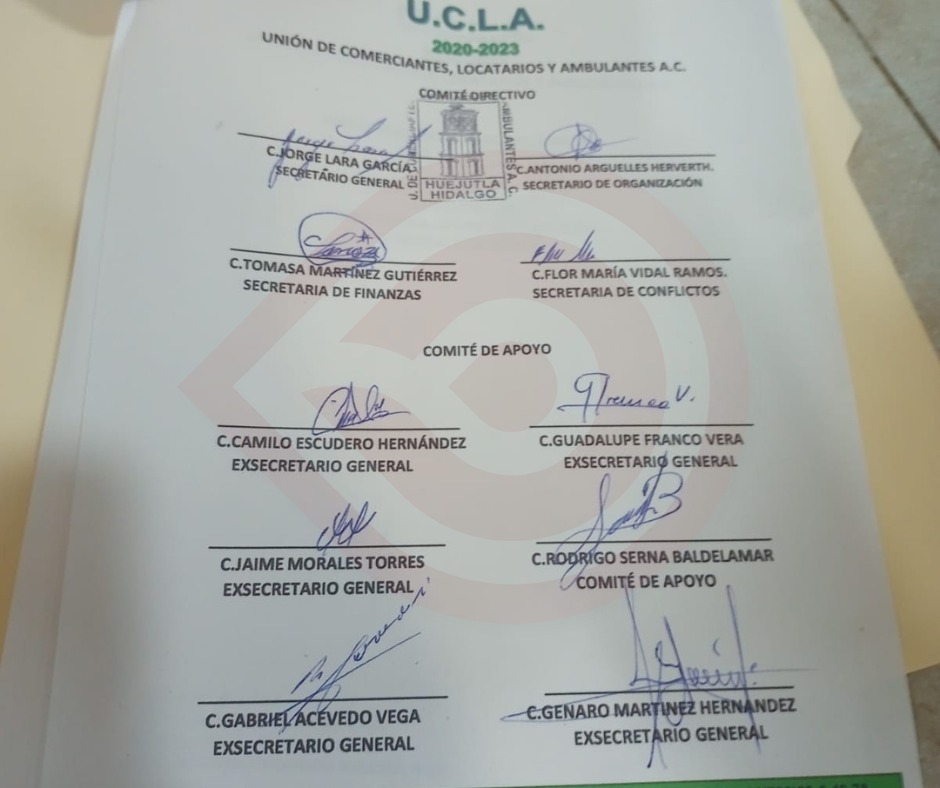 U.C.L.A.
2020-2023
UNIÓN DE COMERCIANTES, LOCATARIOS Y AMBULANTES A.C.
COMITÉ DIRECTIVO
C.JORGE LARA GARCÍA
SECRETARIO GENERAL
HUEJUTLA
HIDALGO
AMBULANTES A. C.
C.ANTONIO ARGUELLES HERVERTH.
SECRETARIO DE ORGANIZACIÓN
C.TOMASA MARTÍNEZ GUTIÉRREZ
SECRETARIA DE FINANZAS
C.FLOR MARÍA VIDAL RAMOS.
SECRETARIA DE CONFLICTOS
COMITÉ DE APOYO
C.CAMILO ESCUDERO HERNÁNDEZ
EXSECRETARIO GENERAL
C.GUADALUPE FRANCO VERA
EXSECRETARIO GENERAL
C.JAIME MORALES TORRES
EXSECRETARIO GENERAL
C.RODRIGO SERNA BALDELAMAR
COMITÉ DE APOYO
C.GABRIEL ACEVEDO VEGA
EXSECRETARIO GENERAL
C.GENARO MARTINEZ HERNANDEZ
EXSECRETARIO GENERAL